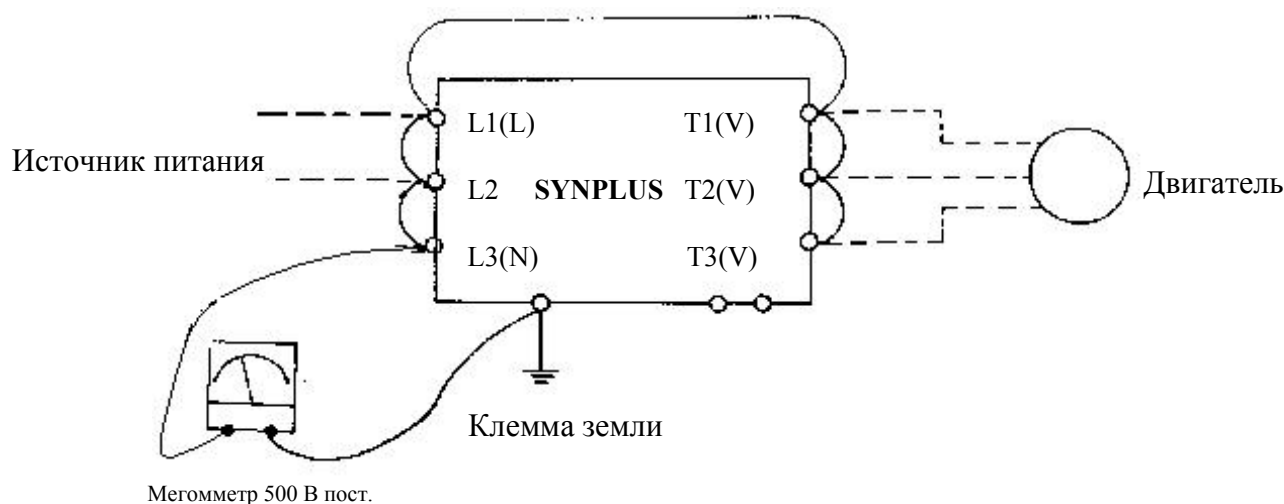 L1(L) T1(V)
Источник питания
L2 SYNPLUS T2(V) Двигатель
L3(N) T3(V)
Клемма земли
Мегомметр 500 В пост.